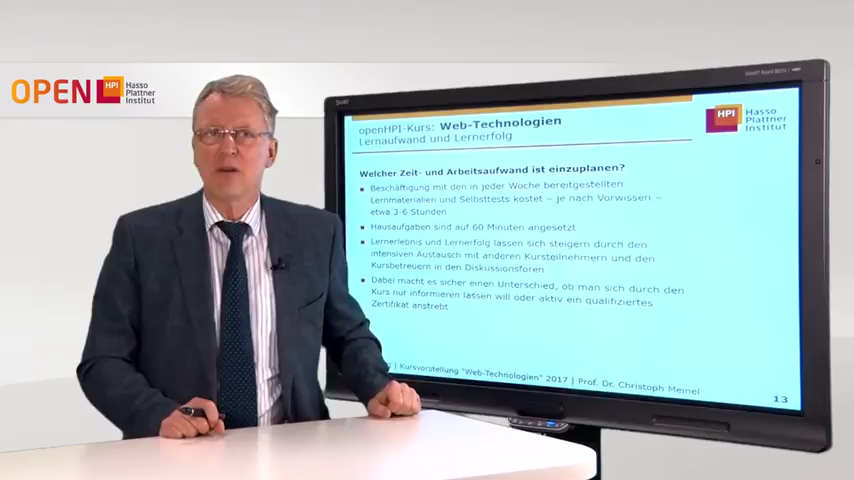 OPEN HPI Hasso
Plattner
Institut
SMART
SMART Board
openHPI-Kurs: Web-Technologien
Lernaufwand und Lernerfolg
HPI Hasso
Plattner
Institut
Welcher Zeit- und Arbeitsaufwand ist einzuplanen?
Beschäftigung mit den in jeder Woche bereitgestellten
Lernmaterialien und Selbsttests kostet – je nach Vorwissen –
etwa 3-6 Stunden
Hausaufgaben sind auf 60 Minuten angesetzt
Lernerlebnis und Lernerfolg lassen sich steigern durch den
intensiven Austausch mit anderen Kursteilnehmern und den
Kursbetreuern in den Diskussionsforen
Dabei macht es sicher einen Unterschied, ob man sich durch den
Kurs nur informieren lassen will oder aktiv ein qualifiziertes
Zertifikat anstrebt
| Kursvorstellung "Web-Technologien" 2017 | Prof. Dr. Christoph Meinel
13